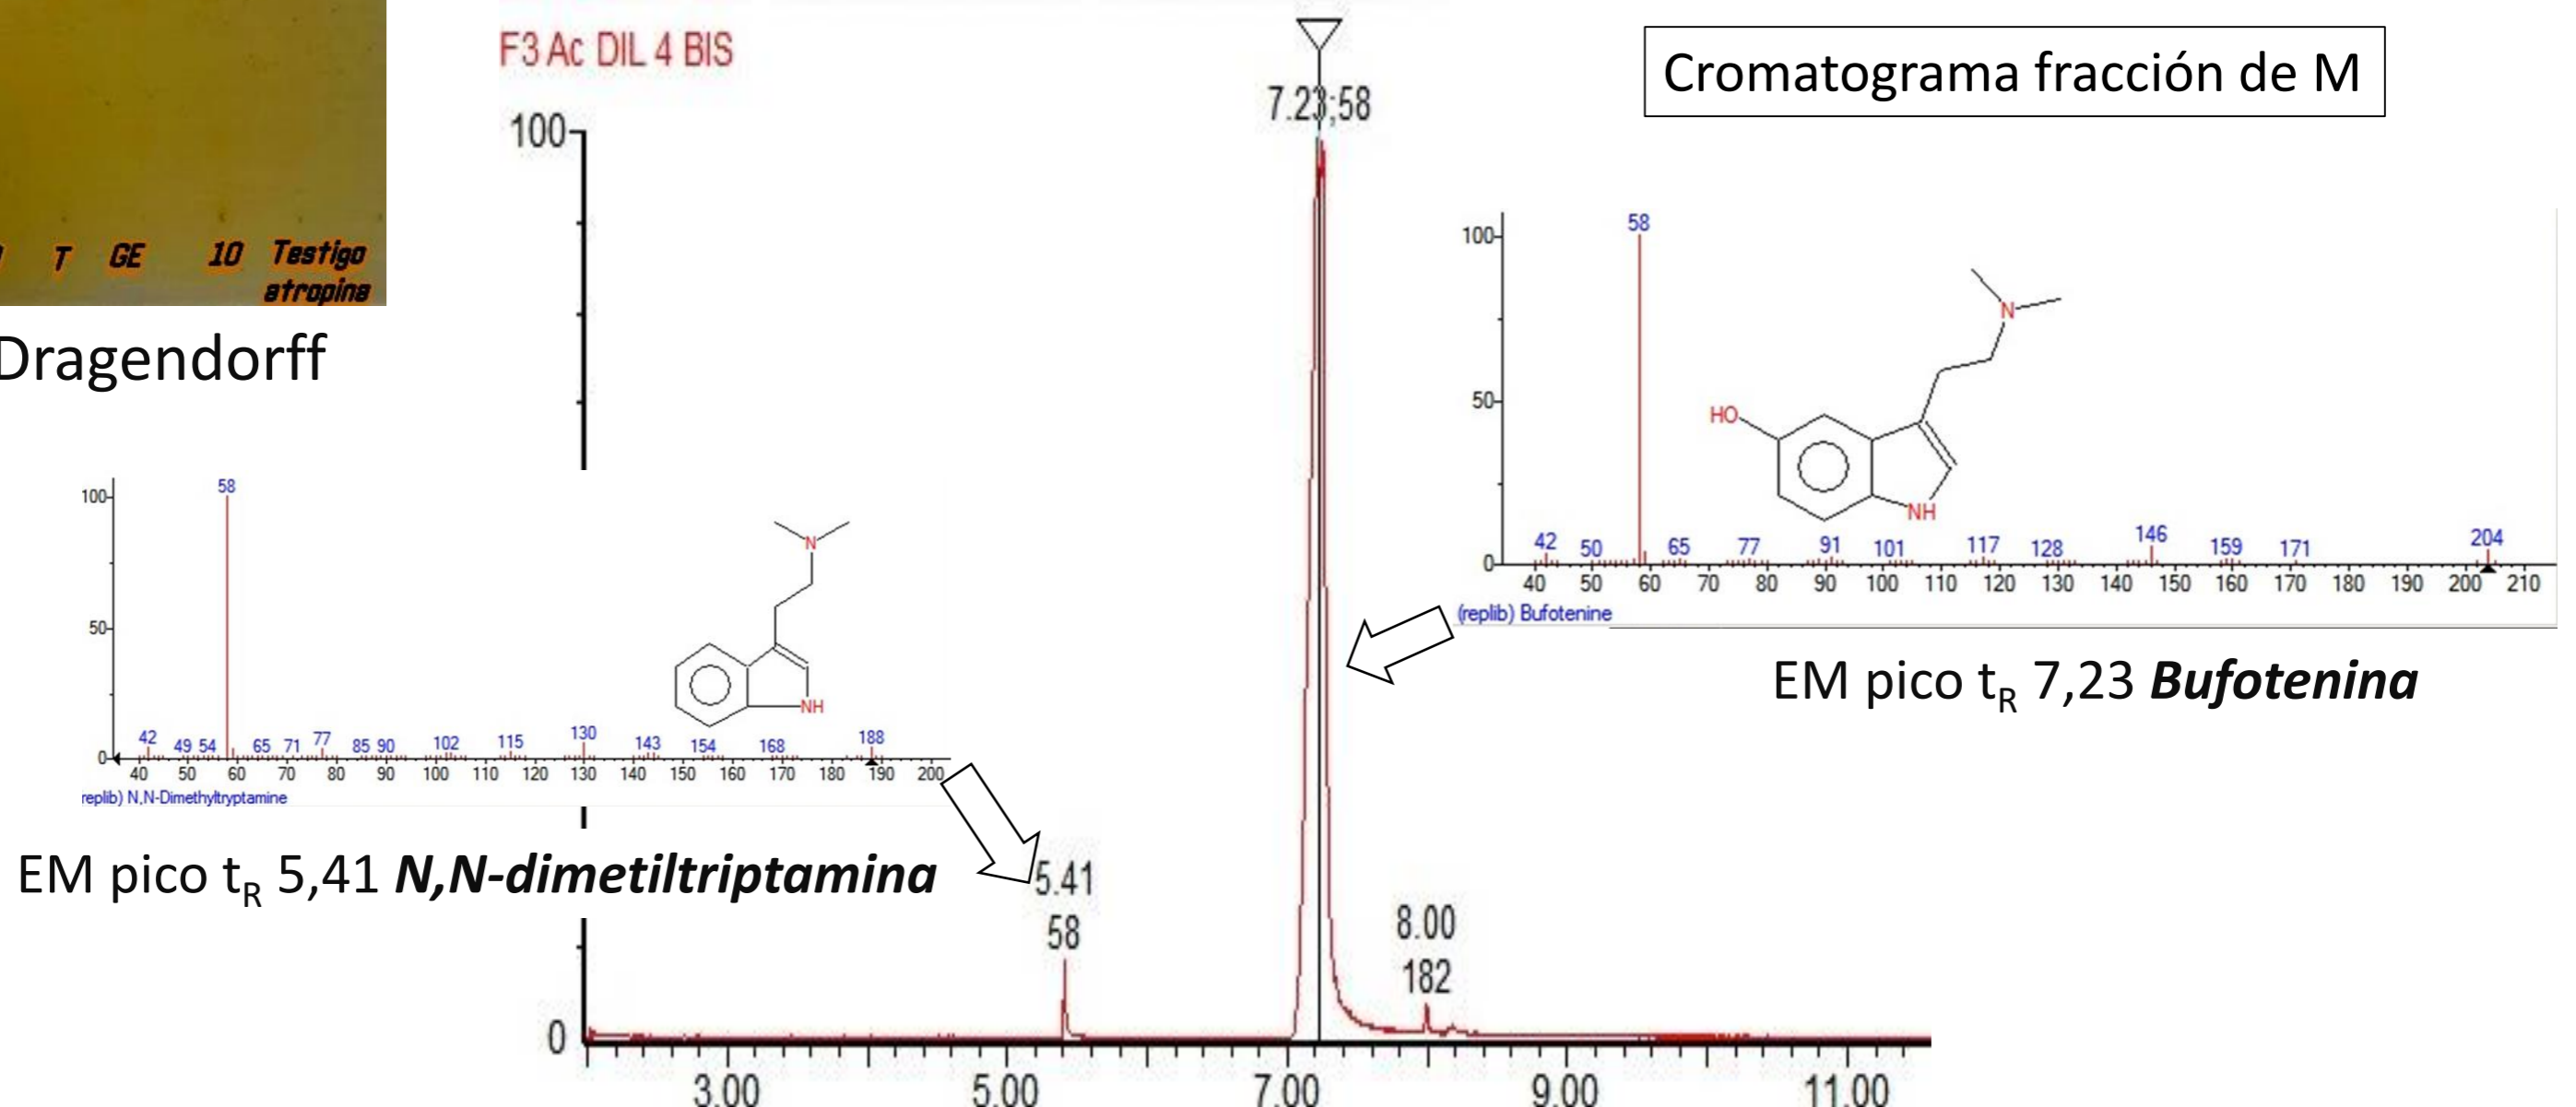 F3 Ac DIL 4 BIS
Cromatograma fracción de M
7.23;58
100
T GE 10 Testigo
atropina
Dragendorff
100
50
0
58
42 50 65 77 91 101 117 128 146 159 171 204
HO
N
NH
40 50 60 70 80 90 100 110 120 130 140 150 160 170 180 190 200 210
(replib) Bufotenine
EM pico tR 7,23 Bufotenina
100
50
0
58
42 49 54 65 71 77 85 90 102 115 130 143 154 168 188
N
NH
40 50 60 70 80 90 100 110 120 130 140 150 160 170 180 190 200
replib) N,N-Dimethyltryptamine
EM pico tR 5,41 N,N-dimetiltriptamina
5.41
58
8.00
182
0
3.00 5.00 7.00 9.00 11.00